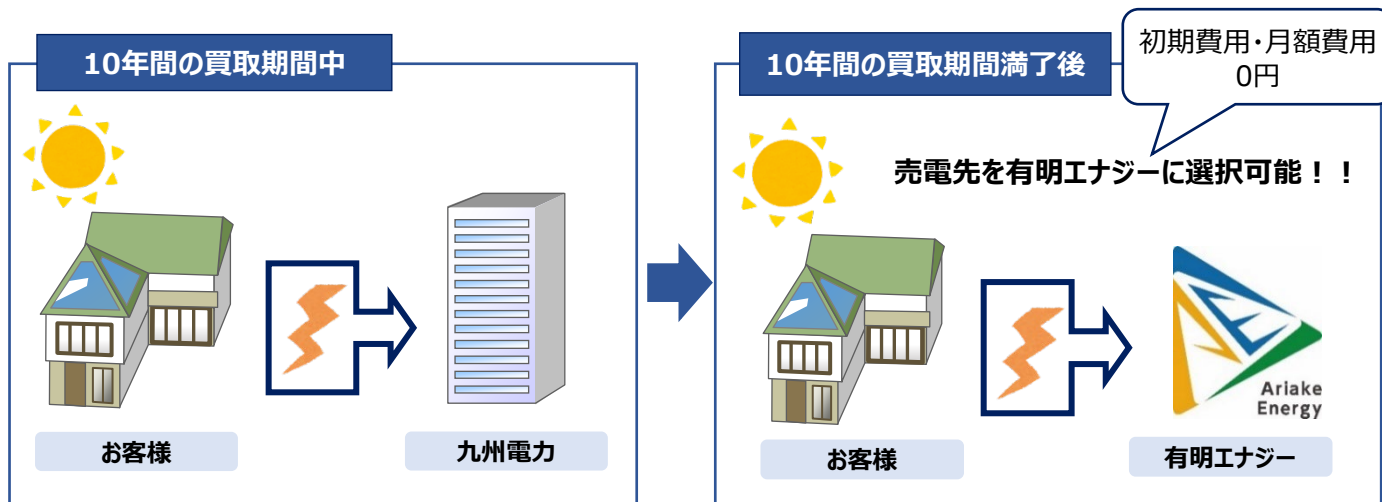 10年間の買取期間中
お客様
九州電力
10年間の買取期間満了後
初期費用・月額費用
0円
売電先を有明エナジーに選択可能！！
Ariake
Energy
お客様
有明エナジー